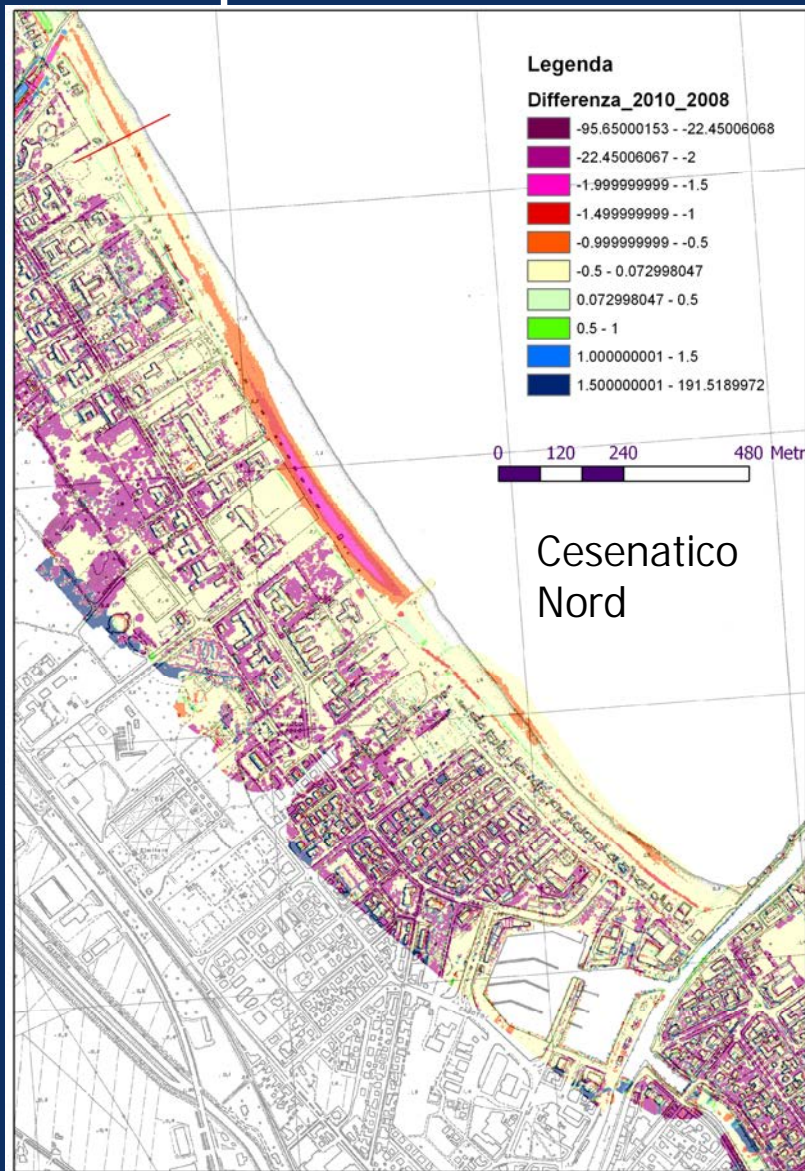 Legenda
Differenza_2010_2008
-95.65000153 - -22.45006068
-22.45006067 - -2
-1.999999999 - -1.5
-1.499999999 - -1
-0.999999999 - -0.5
-0.5 - 0.072998047
0.072998047 - 0.5
0.5 - 1
1.000000001 - 1.5
1.500000001 - 191.5189972
0 120 240 480 Metr
Cesenatico
Nord